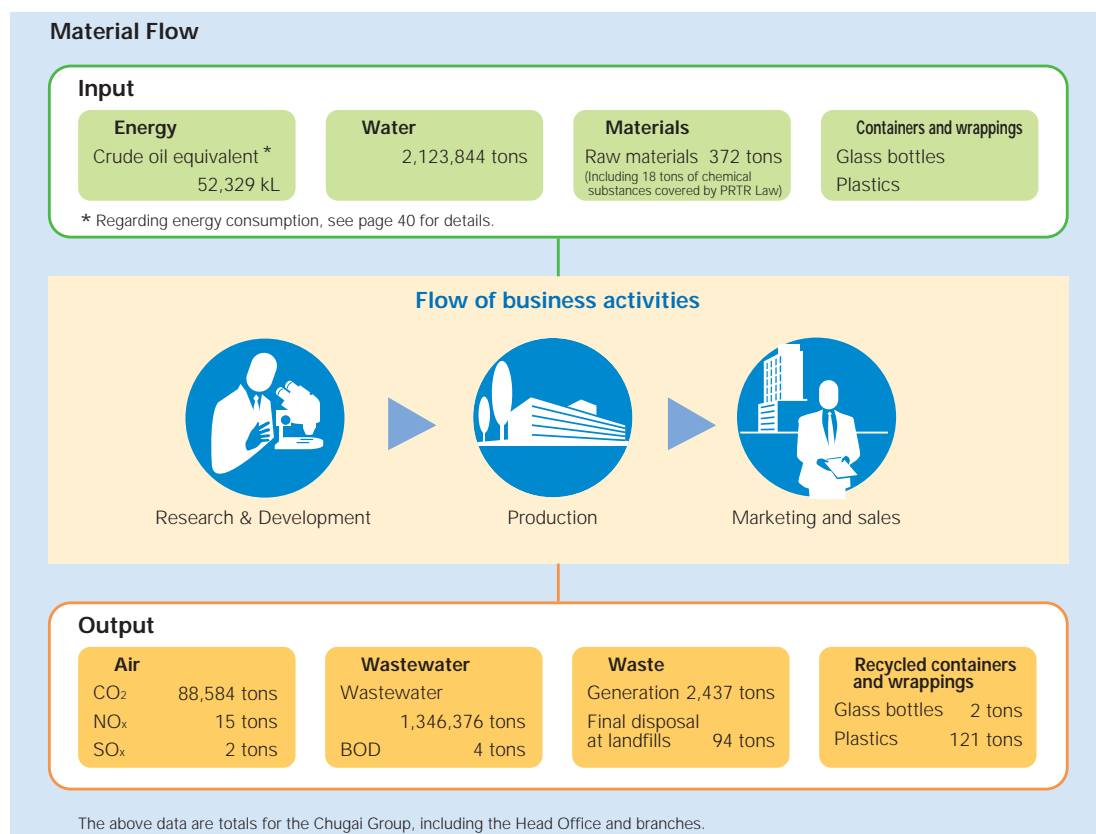 Material Flow
Input
Energy
Crude oil equivalent *
52,329 kL
Water
2,123,844 tons
Materials
Raw materials 372 tons
(Including 18 tons of chemical
substances covered by PRTR Law)
Containers and wrappings
Glass bottles
Plastics
* Regarding energy consumption, see page 40 for details.
Flow of business activities
Research & Development
Production
Marketing and sales
Output
Air
CO2 88,584 tons
NOx 15 tons
SOx 2 tons
Wastewater
Wastewater
1,346,376 tons
BOD 4 tons
Waste
Generation 2,437 tons
Final disposal
at landfills 94 tons
Recycled containers
and wrappings
Glass bottles 2 tons
Plastics 121 tons
The above data are totals for the Chugai Group, including the Head Office and branches.